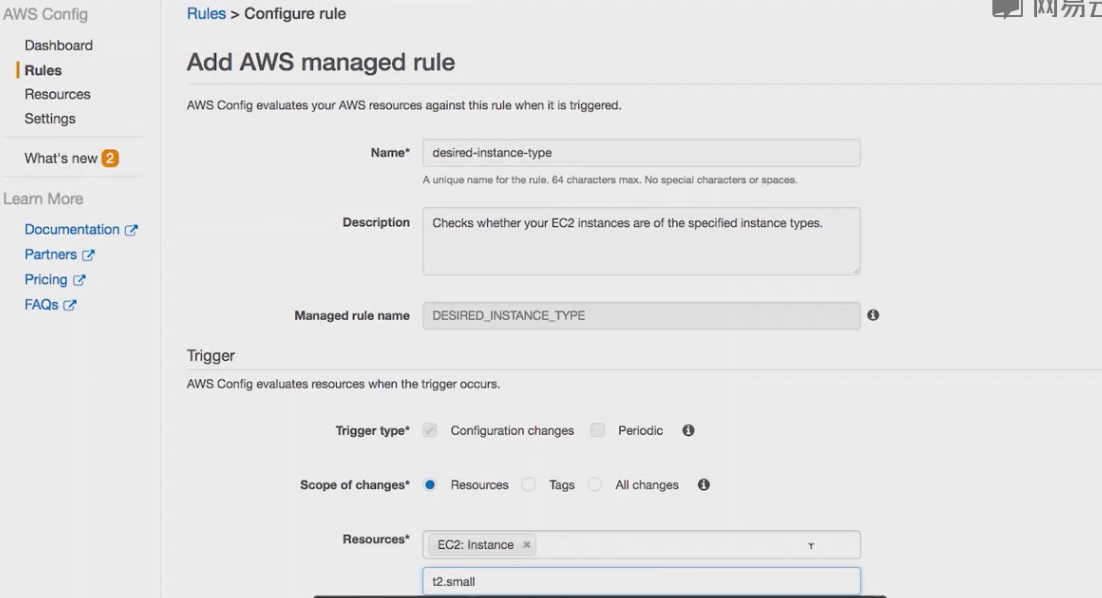 AWS Config
Dashboard
Rules
Resources
Settings
What's new 2
Learn More
Documentation
Partners
Pricing
FAQs
Rules > Configure rule
网易云
Add AWS managed rule
AWS Config evaluates your AWS resources against this rule when it is triggered.
Name* desired-instance-type
A unique name for the rule. 64 characters max. No special characters or spaces.
Description Checks whether your EC2 instances are of the specified instance types.
Managed rule name DESIRED_INSTANCE_TYPE
Trigger
AWS Config evaluates resources when the trigger occurs.
Trigger type* Configuration changes Periodic
Scope of changes* Resources Tags All changes
Resources* EC2: Instance
t2.small